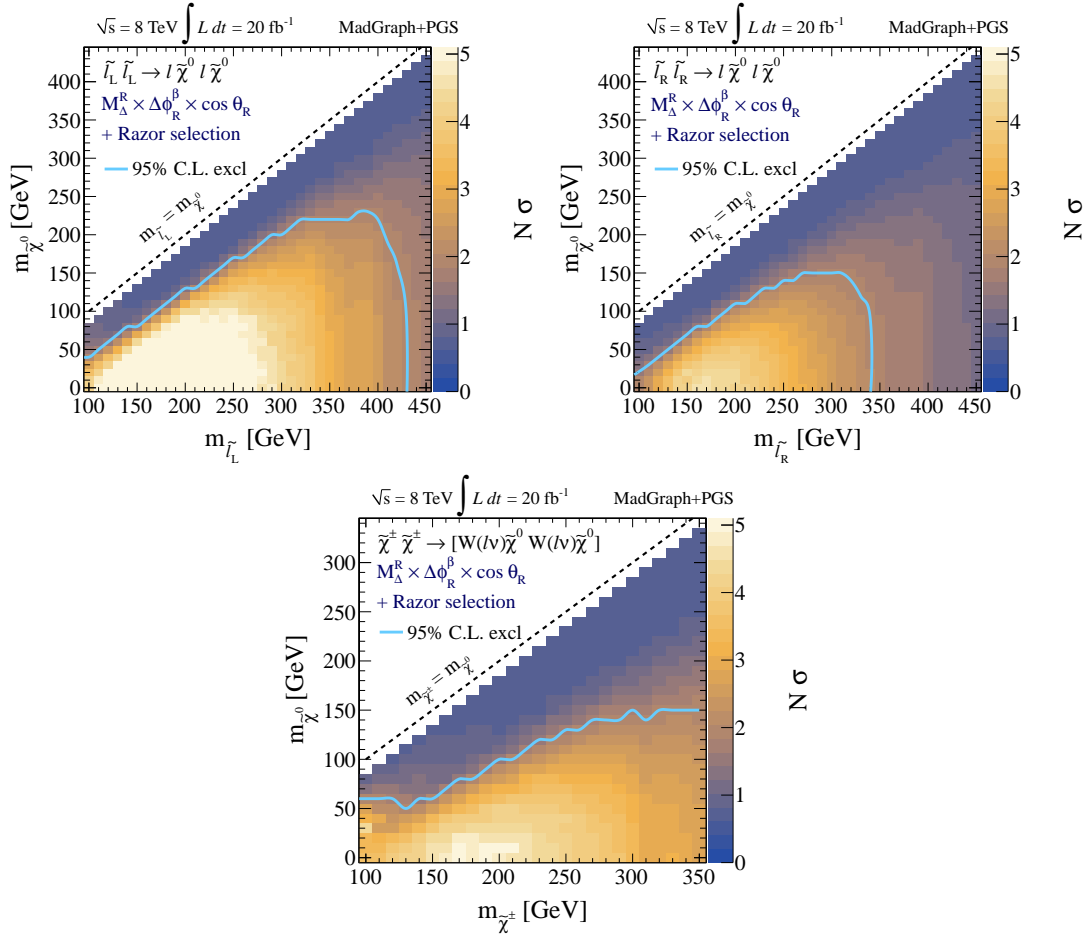 √s = 8 TeV ∫ L dt = 20 fb⁻¹ MadGraph+PGS
l̃_L l̃_L → l χ̃⁰ l χ̃⁰
M_Δ^R × Δϕ_R^β × cos θ_R
+ Razor selection
95% C.L. excl
m_l̃_L = m_χ̃⁰
m_χ̃⁰ [GeV]
400
350
300
250
200
150
100
50
0
100 150 200 250 300 350 400 450
m_l̃_L [GeV]
N σ
5
4
3
2
1
0
√s = 8 TeV ∫ L dt = 20 fb⁻¹ MadGraph+PGS
l̃_R l̃_R → l χ̃⁰ l χ̃⁰
M_Δ^R × Δϕ_R^β × cos θ_R
+ Razor selection
95% C.L. excl
m_l̃_R = m_χ̃⁰
m_χ̃⁰ [GeV]
400
350
300
250
200
150
100
50
0
100 150 200 250 300 350 400 450
m_l̃_R [GeV]
N σ
5
4
3
2
1
0
√s = 8 TeV ∫ L dt = 20 fb⁻¹ MadGraph+PGS
χ̃^± χ̃^± → [W(lν)χ̃⁰ W(lν)χ̃⁰]
M_Δ^R × Δϕ_R^β × cos θ_R
+ Razor selection
95% C.L. excl
m_χ̃^± = m_χ̃⁰
m_χ̃⁰ [GeV]
300
250
200
150
100
50
0
100 150 200 250 300 350
m_χ̃^± [GeV]
N σ
5
4
3
2
1
0